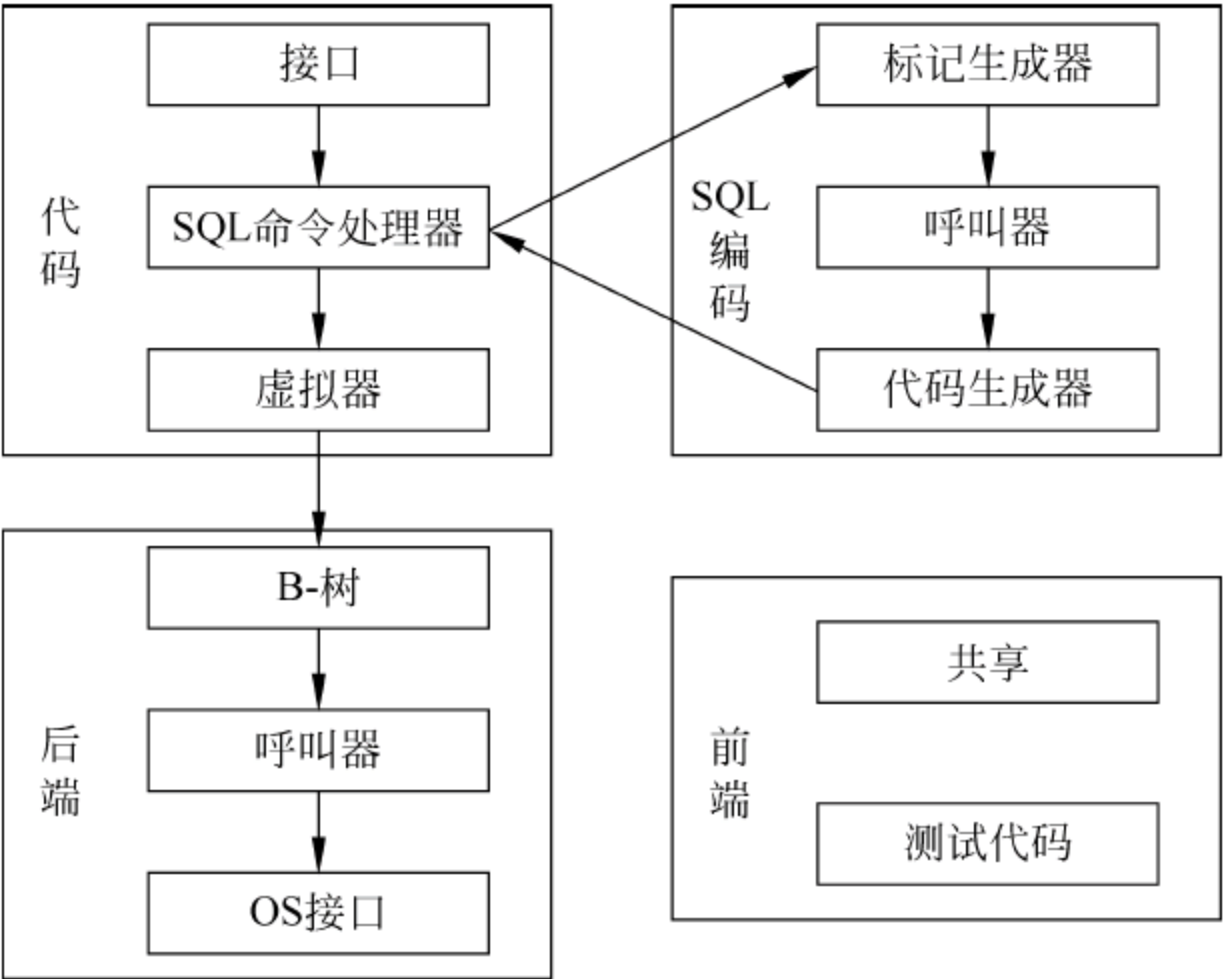 接口
代码
SQL命令处理器
虚拟器
标记生成器
SQL
编码
呼叫器
代码生成器
B-树
后端
呼叫器
OS接口
共享
前端
测试代码